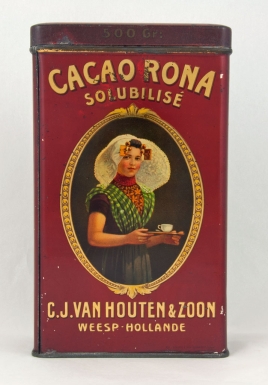 500 Gr:
CACAO RONA
SOLUBILISÉ
C.J. VAN HOUTEN & ZOON
WEESP-HOLLANDE